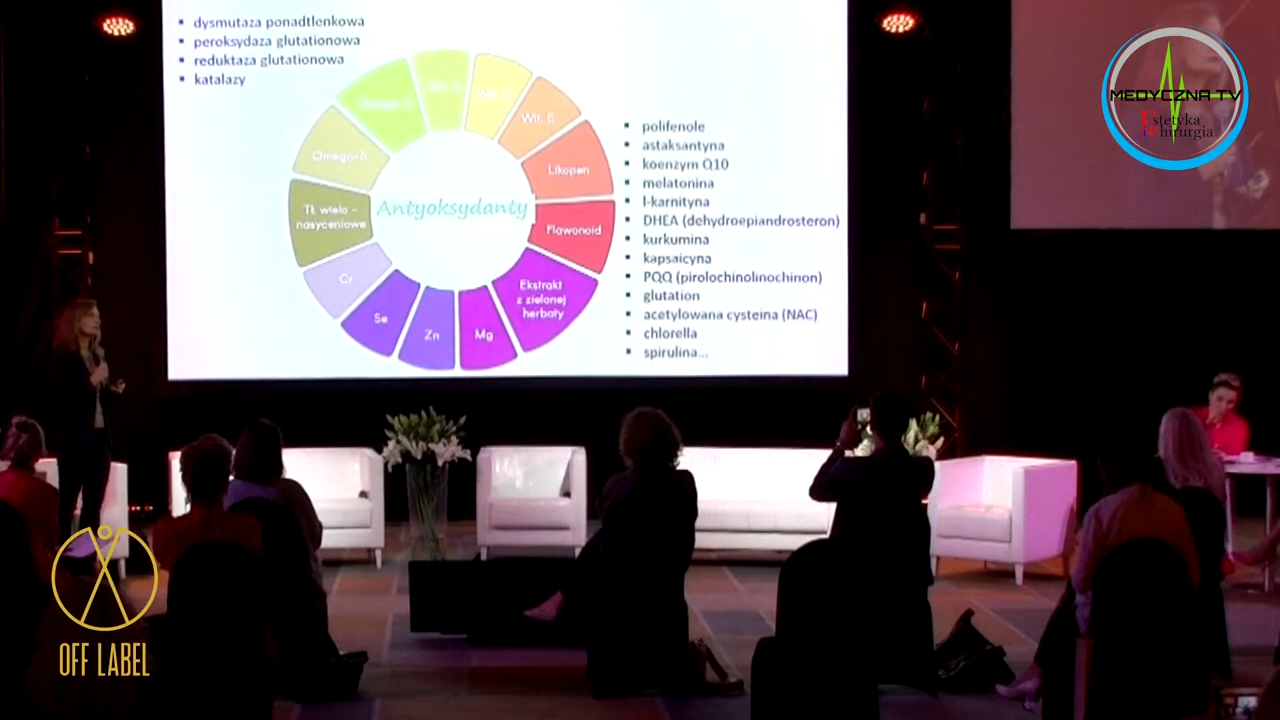 ▪ dysmutaza ponadtlenkowa
▪ peroksydaza glutationowa
▪ reduktaza glutationowa
▪ katalazy
Wit. E
Likopen
Flawonoid
Ekstrakt
z zielonej
herbaty
Mg
Zn
Se
Cr
Tł. wielo –
nasyceniowe
Omega-6
Antyoksydanty
▪ polifenole
▪ astaksantyna
▪ koenzym Q10
▪ melatonina
▪ l-karnityna
▪ DHEA (dehydroepiandrosteron)
▪ kurkumina
▪ kapsaicyna
▪ PQQ (pirolochinolinochinon)
▪ glutation
▪ acetylowana cysteina (NAC)
▪ chlorella
▪ spirulina...
MEDYCZNA TV
Estetyka
Chirurgia
OFF LABEL